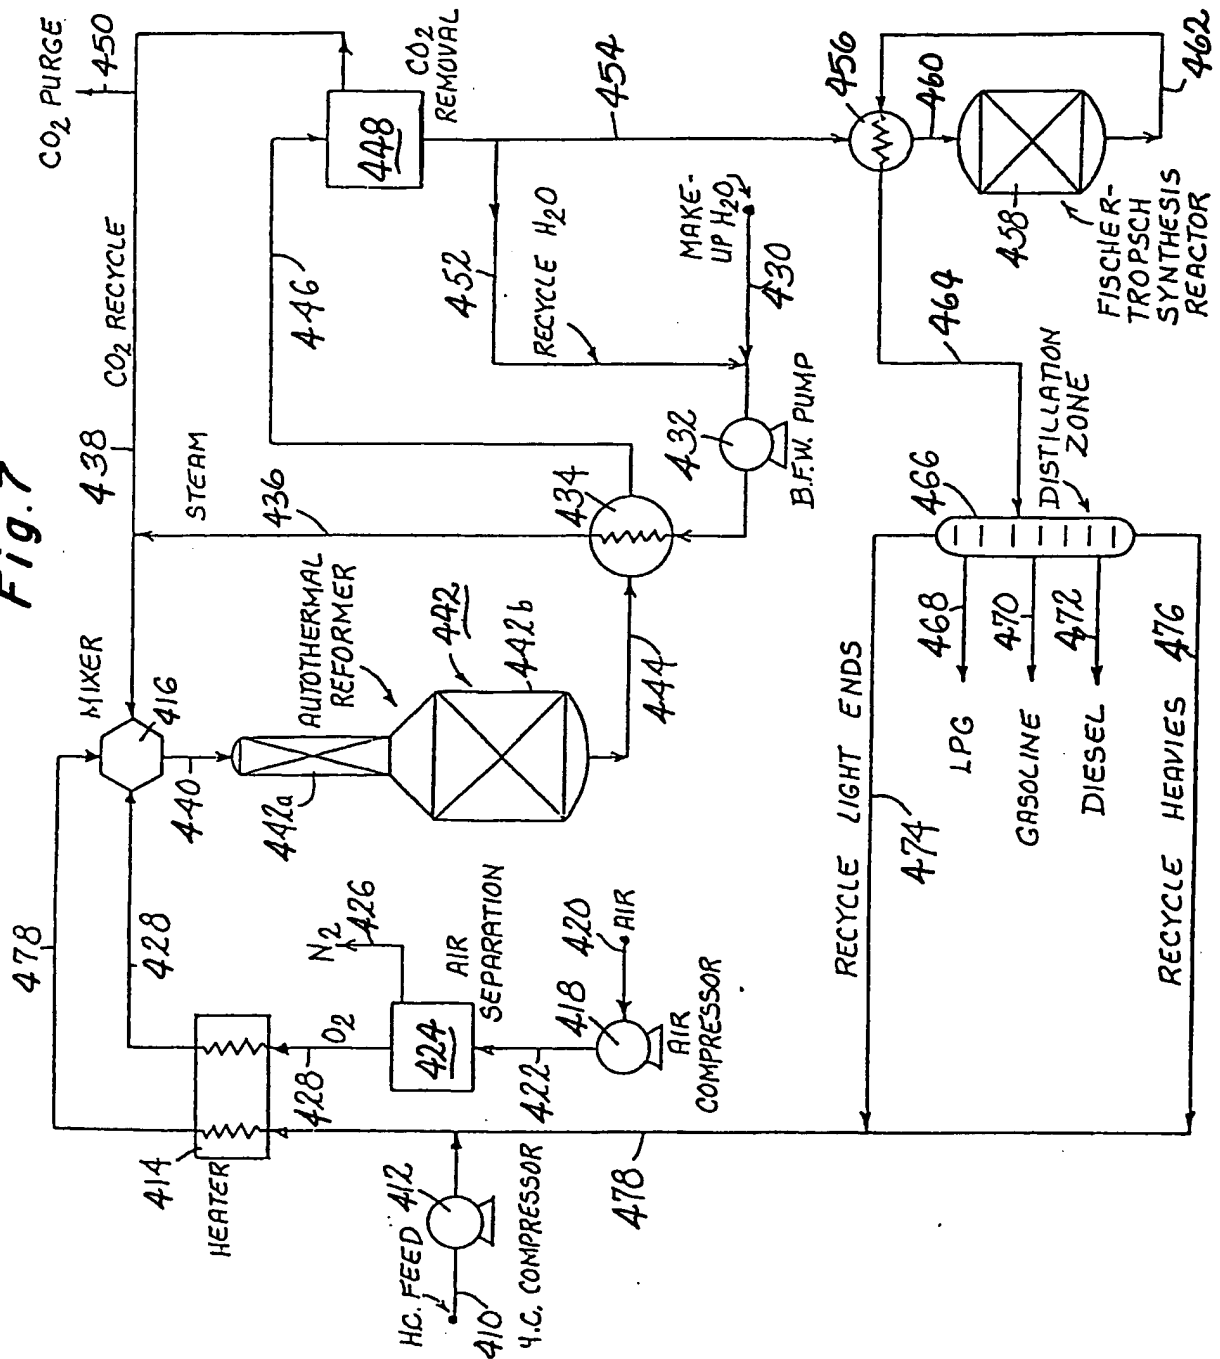 Fig. 7
CO2 PURGE
450
CO2 RECYCLE
438
STEAM
436
MIXER
416
478
428
440
AUTOTHERMAL
REFORMER
442
442a
442b
444
434
446
448
CO2
REMOVAL
454
452
RECYCLE H2O
MAKE-
UP H2O
430
432
B.F.W. PUMP
456
460
458
462
FISCHER-
TROPSCH
SYNTHESIS
REACTOR
464
DISTILLATION
ZONE
466
468
LPG
470
GASOLINE
472
DIESEL
RECYCLE LIGHT ENDS
474
RECYCLE HEAVIES
476
414
HEATER
428
O2
N2
426
424
AIR
SEPARATION
422
418
420
AIR
AIR
COMPRESSOR
HC. FEED
410
412
H.C. COMPRESSOR
478